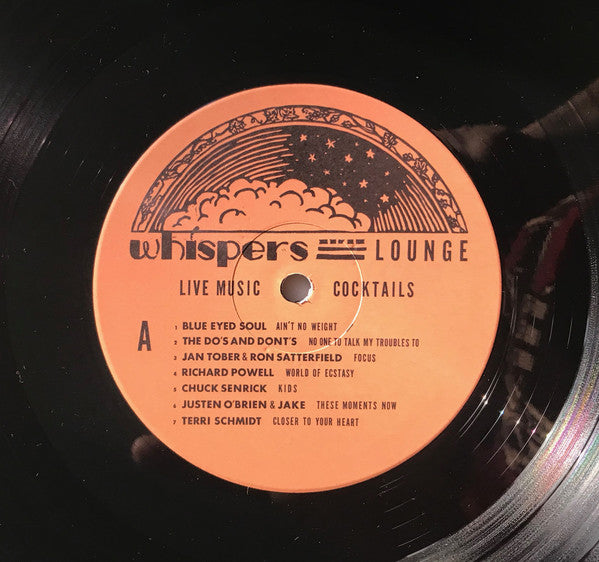 whispers LOUNGE
LIVE MUSIC COCKTAILS
A
1 BLUE EYED SOUL AIN'T NO WEIGHT
2 THE DO'S AND DONT'S NO ONE TO TALK MY TROUBLES TO
3 JAN TOBER & RON SATTERFIELD FOCUS
4 RICHARD POWELL WORLD OF ECSTASY
5 CHUCK SENRICK KIDS
6 JUSTEN O'BRIEN & JAKE THESE MOMENTS NOW
7 TERRI SCHMIDT CLOSER TO YOUR HEART